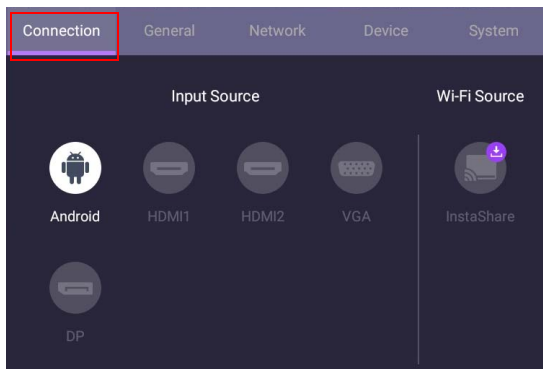 Connection General Network Device System
Input Source Wi-Fi Source
Android HDMI1 HDMI2 VGA InstaShare
DP